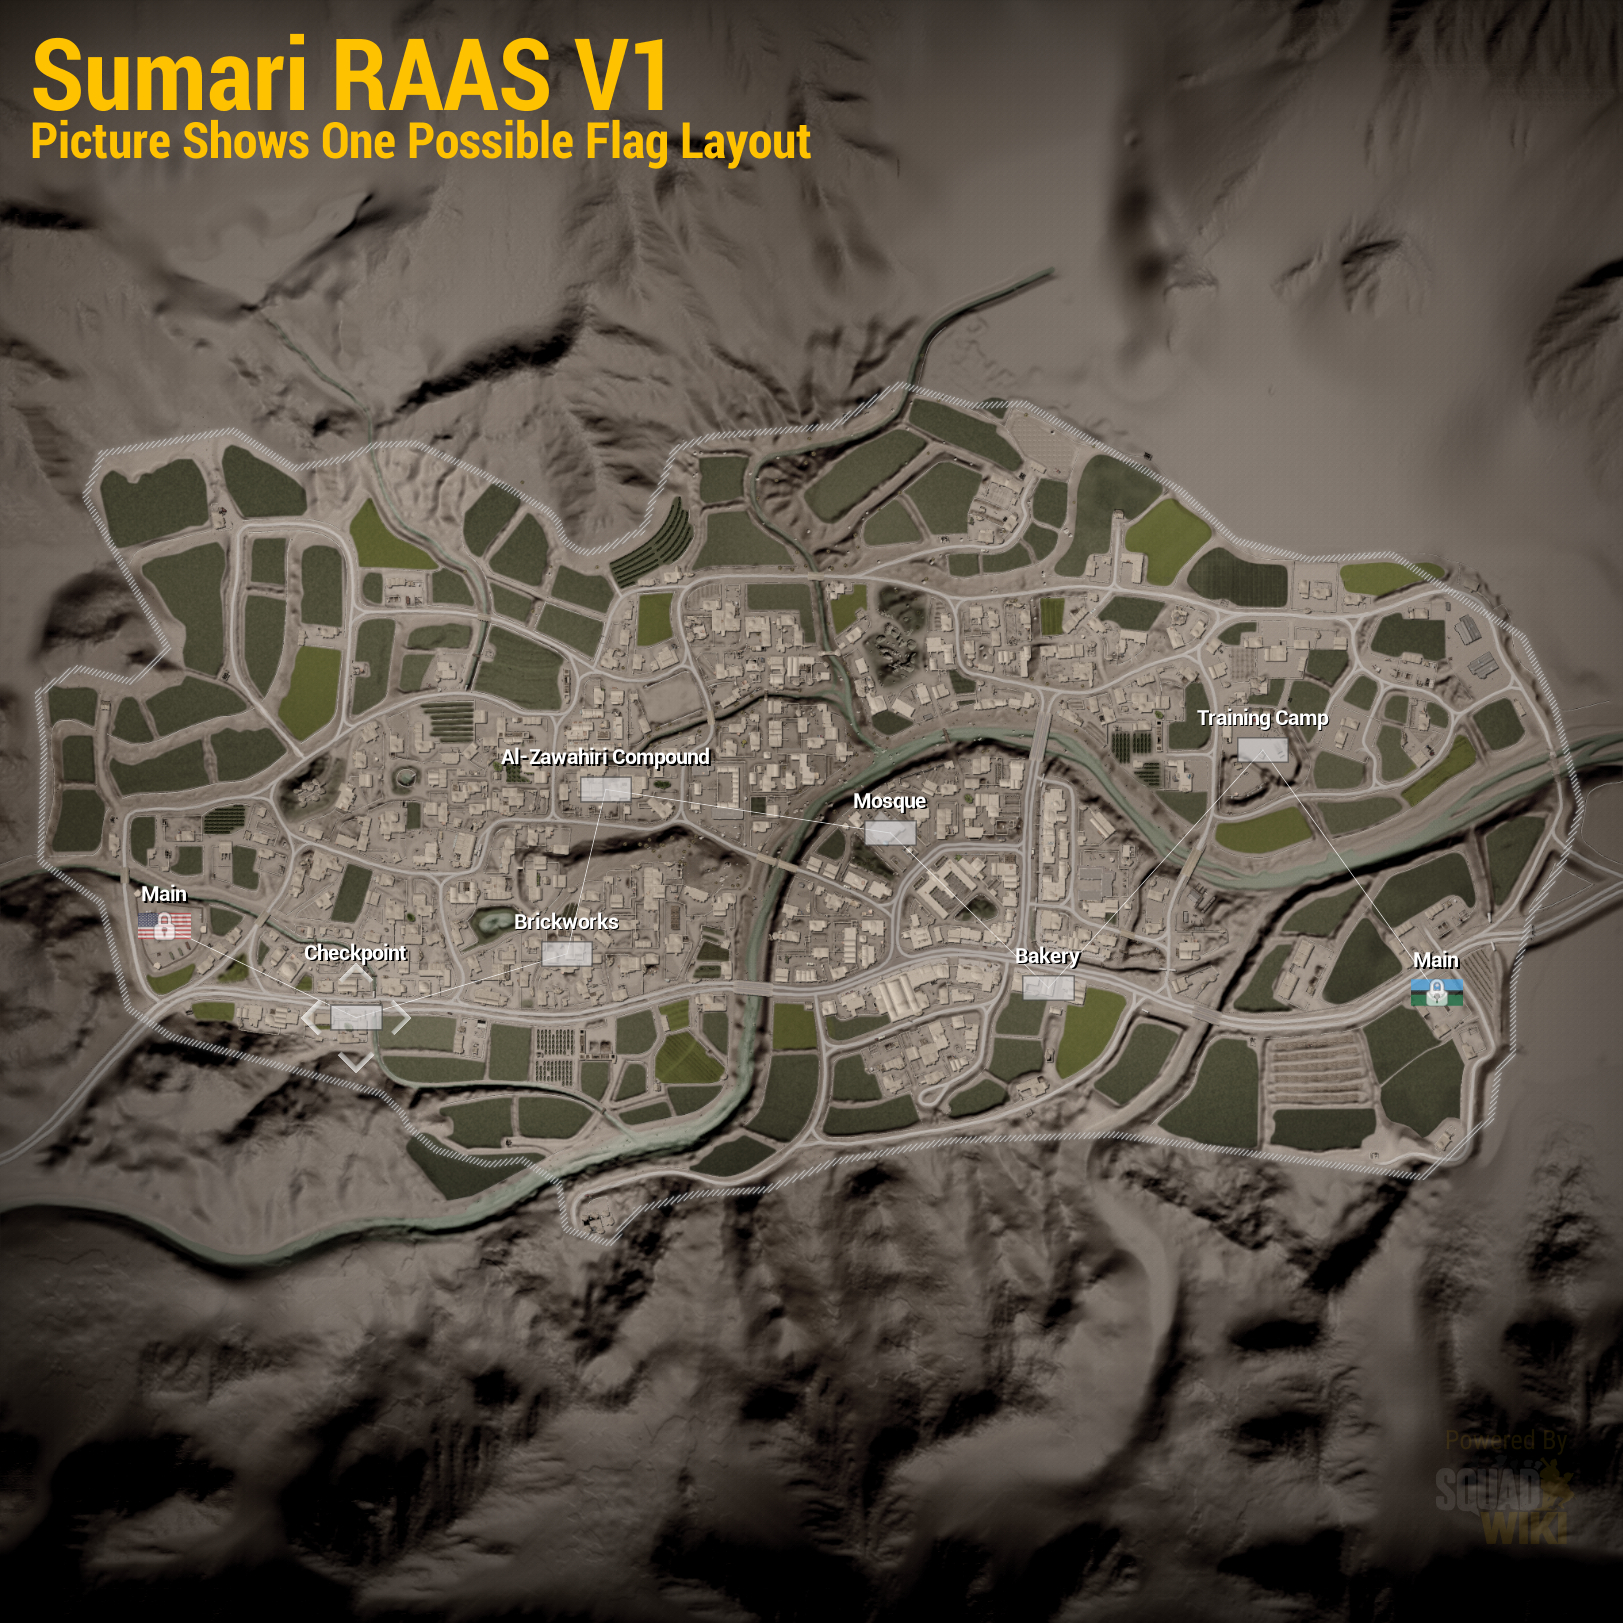 Sumari RAAS V1
Picture Shows One Possible Flag Layout
Training Camp
Al-Zawahiri Compound
Mosque
Main
Brickworks
Checkpoint
Bakery
Main
Powered By
SQUAD
WIKI